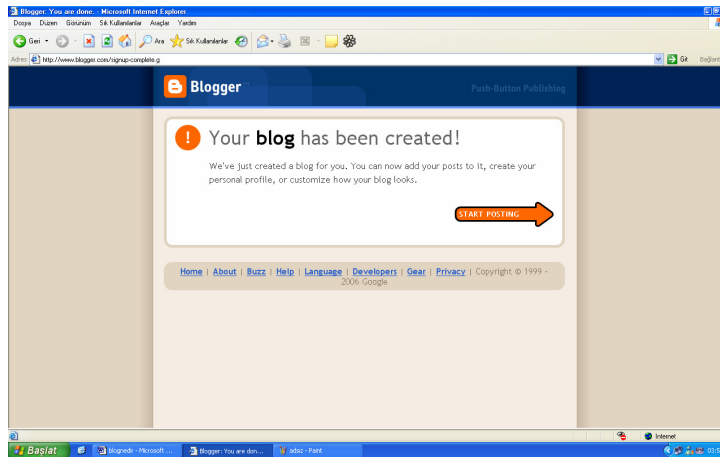 Blogger: You are done. - Microsoft Internet Explorer
Dosya Düzen Görünüm Sık Kullanılanlar Araçlar Yardım
Geri Ara Sık Kullanılanlar
Adres http://www.blogger.com/signup-complete.g Git Bağlant
Blogger™ Push-Button Publishing
! Your blog has been created!
We've just created a blog for you. You can now add your posts to it, create your
personal profile, or customize how your blog looks.
START POSTING
Home | About | Buzz | Help | Language | Developers | Gear | Privacy | Copyright © 1999 -
2006 Google
Internet
Başlat blognedir - Microsoft ... Blogger: You are don... adsız - Paint